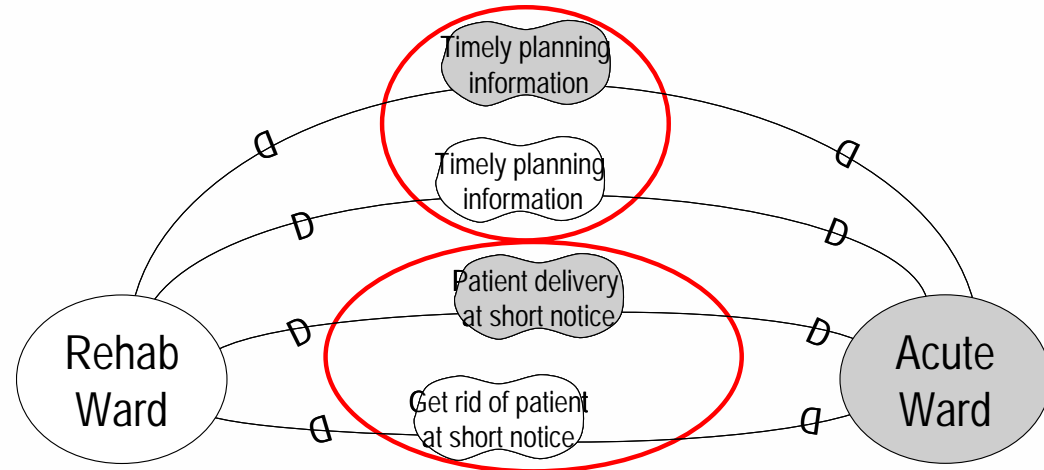 Timely planning
information
D
D
Timely planning
information
D
D
Patient delivery
at short notice
D
D
Rehab
Ward
Acute
Ward
Get rid of patient
at short notice
D
D